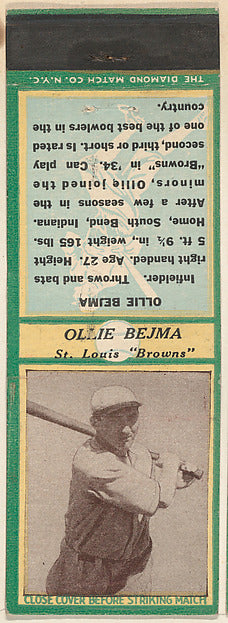 THE DIAMOND MATCH CO. N.Y.C.
OLLIE BEJMA
Infielder. Throws and bats
right handed. Age 27. Height
5 ft. 9½ in., weight 165 lbs.
Home, South Bend, Indiana.
After a few seasons in the
minors, Ollie joined the
"Browns" in '34. Can play
second, third or short. Is rated
one of the best bowlers in the
country.
OLLIE BEJMA
St. Louis "Browns"
CLOSE COVER BEFORE STRIKING MATCH